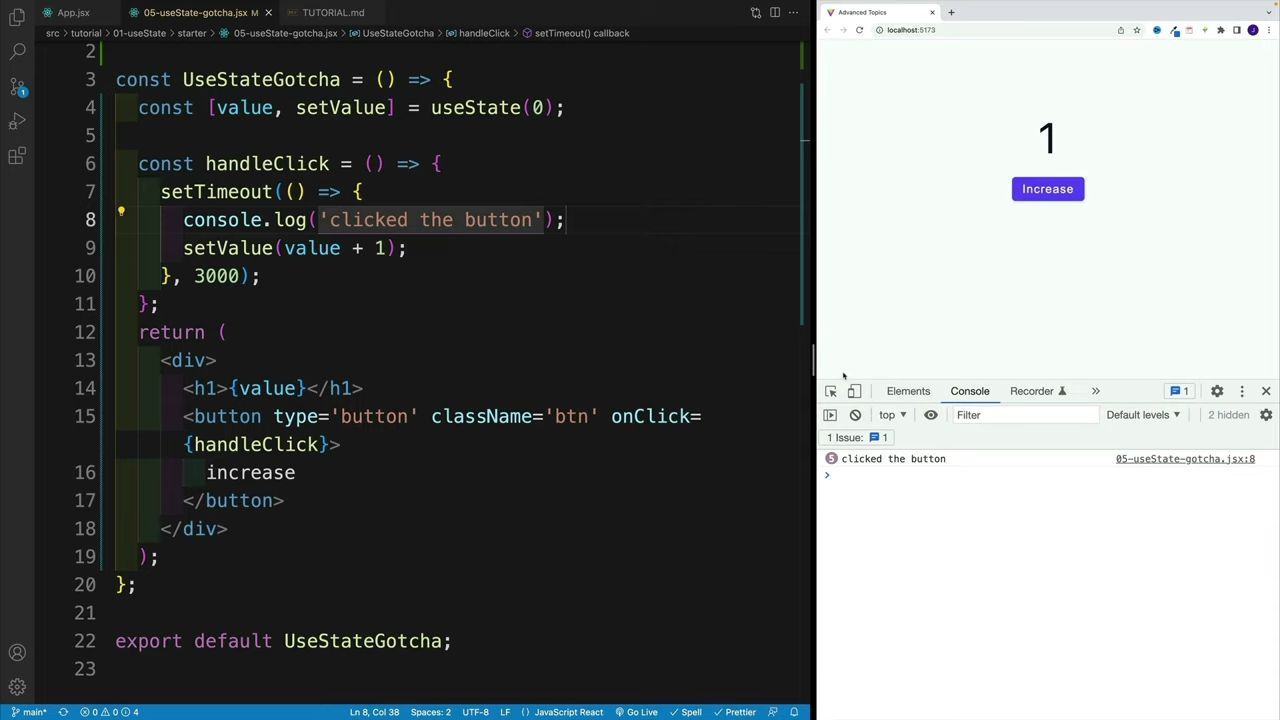 App.jsx
05-useState-gotcha.jsx M
TUTORIAL.md
src > tutorial > 01-useState > starter > 05-useState-gotcha.jsx > UseStateGotcha > handleClick > setTimeout() callback
2
3 const UseStateGotcha = () => {
4 const [value, setValue] = useState(0);
5
6 const handleClick = () => {
7 setTimeout(() => {
8 console.log('clicked the button');
9 setValue(value + 1);
10 }, 3000);
11 };
12 return (
13 <div>
14 <h1>{value}</h1>
15 <button type='button' className='btn' onClick=
{handleClick}>
16 increase
17 </button>
18 </div>
19 );
20 };
21
22 export default UseStateGotcha;
23
1
main*
0 0 4
Ln 8, Col 38
Spaces: 2
UTF-8
LF
{} JavaScript React
Go Live
Spell
Prettier
Advanced Topics
localhost:5173
J
1
Increase
Elements
Console
Recorder
1
top
Filter
Default levels
2 hidden
1 Issue: 1
5 clicked the button 05-useState-gotcha.jsx:8